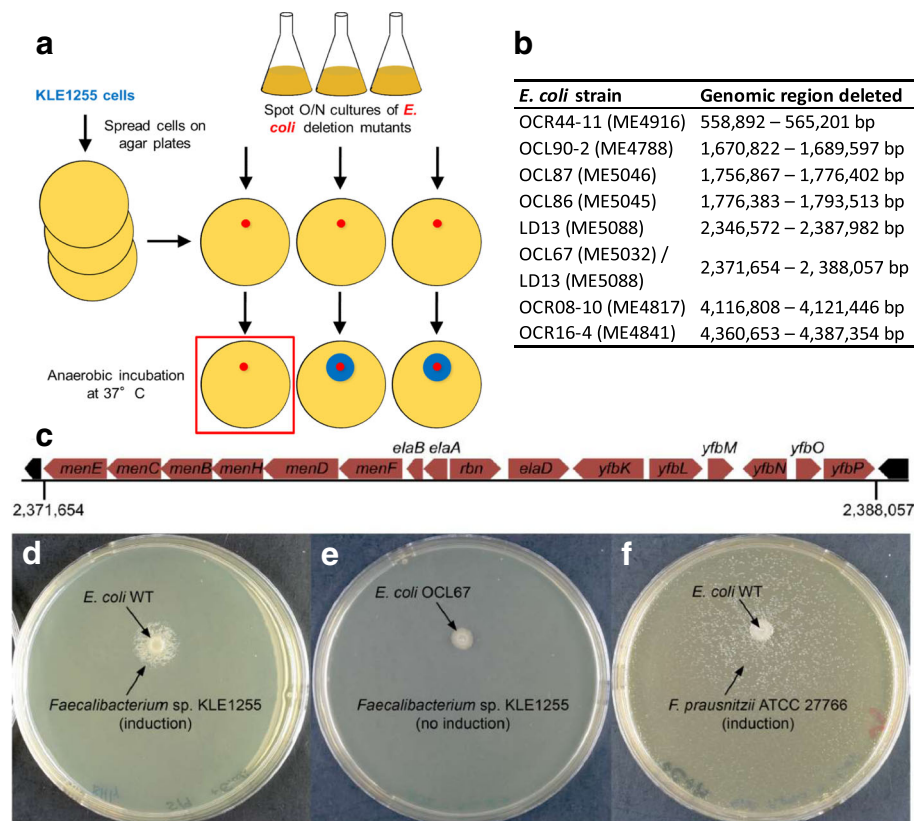 a
KLE1255 cells
Spread cells on
agar plates
Spot O/N cultures of E.
coli deletion mutants
Anaerobic incubation
at 37° C
b
E. coli strain Genomic region deleted
OCR44-11 (ME4916) 558,892 – 565,201 bp
OCL90-2 (ME4788) 1,670,822 – 1,689,597 bp
OCL87 (ME5046) 1,756,867 – 1,776,402 bp
OCL86 (ME5045) 1,776,383 – 1,793,513 bp
LD13 (ME5088) 2,346,572 – 2,387,982 bp
OCL67 (ME5032) /
LD13 (ME5088) 2,371,654 – 2, 388,057 bp
OCR08-10 (ME4817) 4,116,808 – 4,121,446 bp
OCR16-4 (ME4841) 4,360,653 – 4,387,354 bp
c
elaB elaA yfbM yfbO
menE menC menB menH menD menF rbn elaD yfbK yfbL yfbN yfbP
2,371,654 2,388,057
d
E. coli WT
Faecalibacterium sp. KLE1255
(induction)
e
E. coli OCL67
Faecalibacterium sp. KLE1255
(no induction)
f
E. coli WT
F. prausnitzii ATCC 27766
(induction)